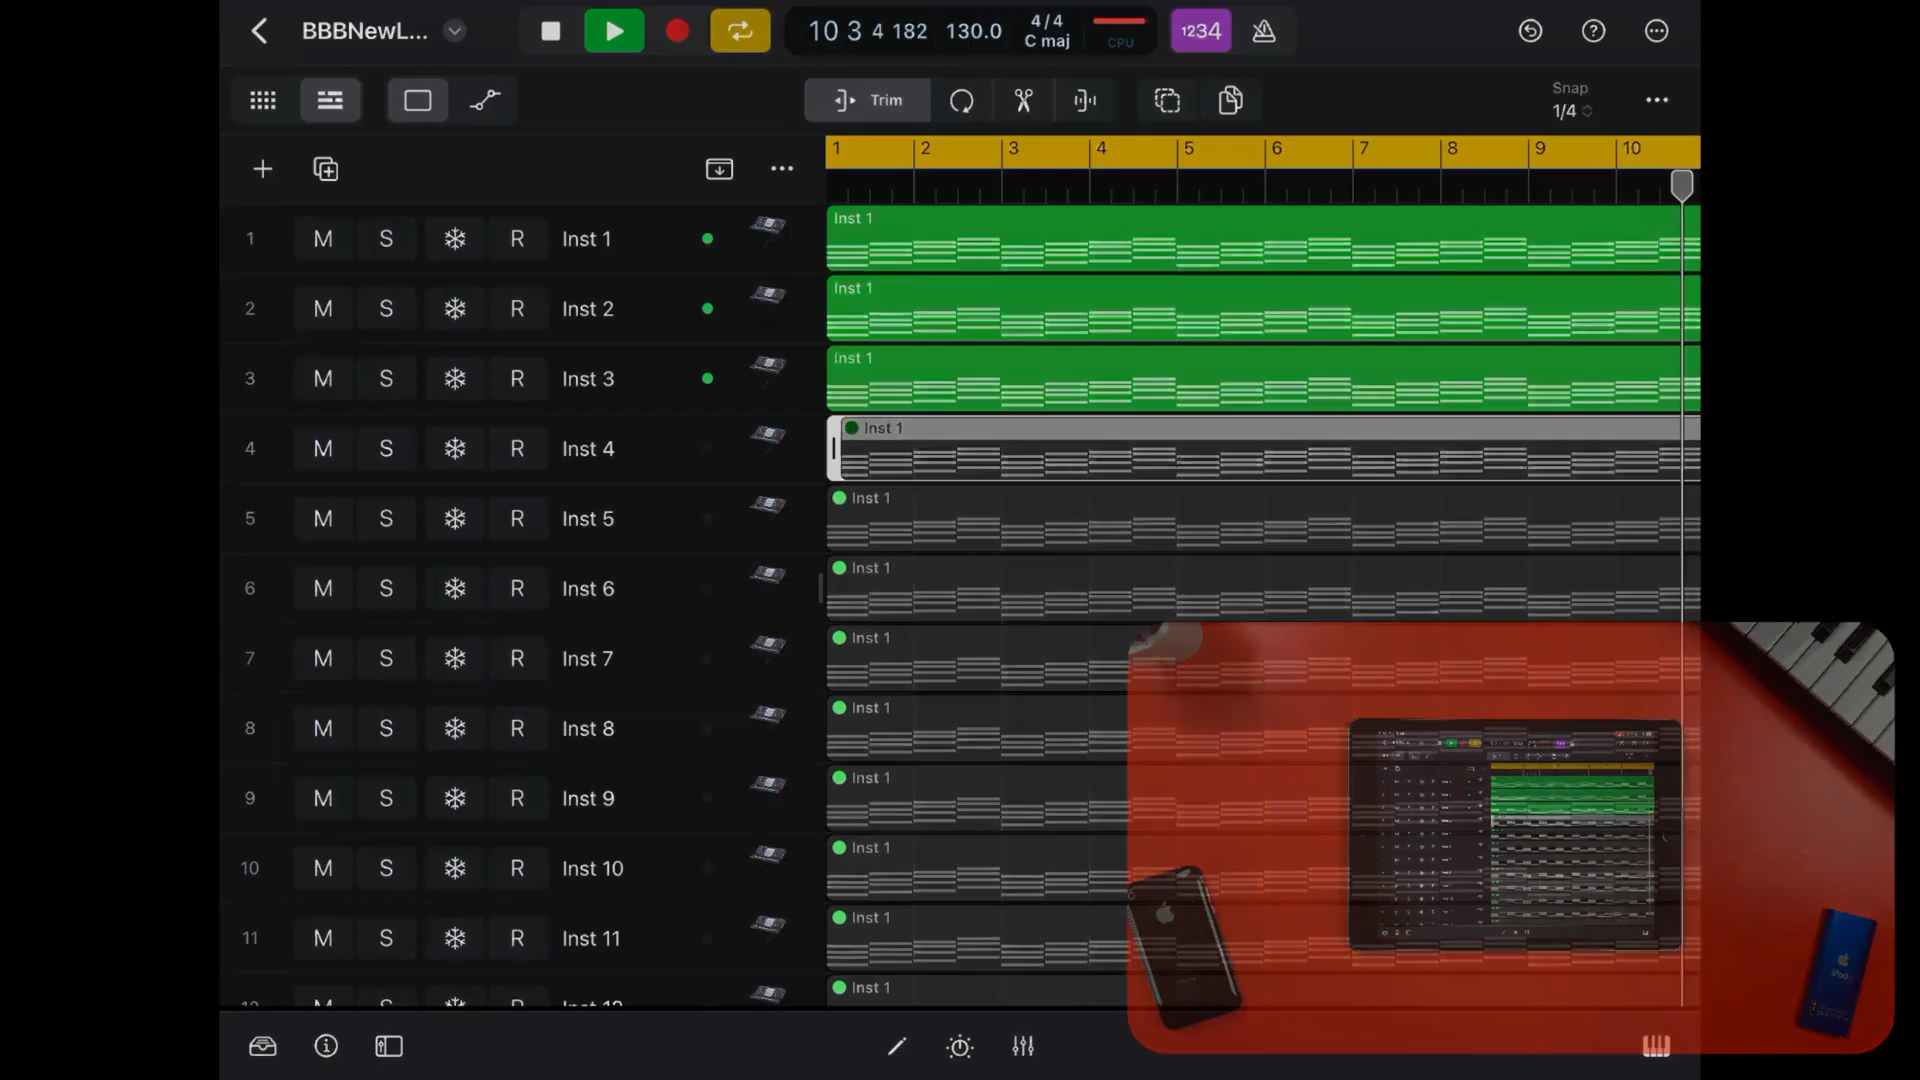 BBBNewL...
10 3 4 182
130.0
4/4
C maj
CPU
1234
Trim
Snap
1/4
1 2 3 4 5 6 7 8 9 10
1 M S R Inst 1
Inst 1
2 M S R Inst 2
Inst 1
3 M S R Inst 3
Inst 1
4 M S R Inst 4
Inst 1
5 M S R Inst 5
Inst 1
6 M S R Inst 6
Inst 1
7 M S R Inst 7
Inst 1
8 M S R Inst 8
Inst 1
9 M S R Inst 9
Inst 1
10 M S R Inst 10
Inst 1
11 M S R Inst 11
Inst 1
Inst 1
iPod